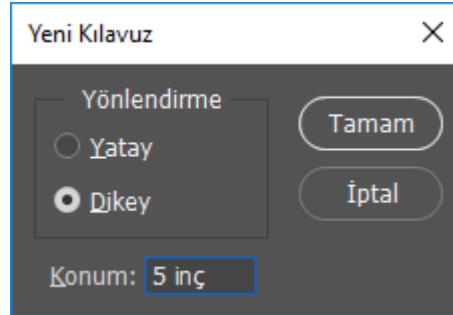 Yeni Kılavuz
Yönlendirme
Yatay
Dikey
Tamam
İptal
Konum: 5 inç